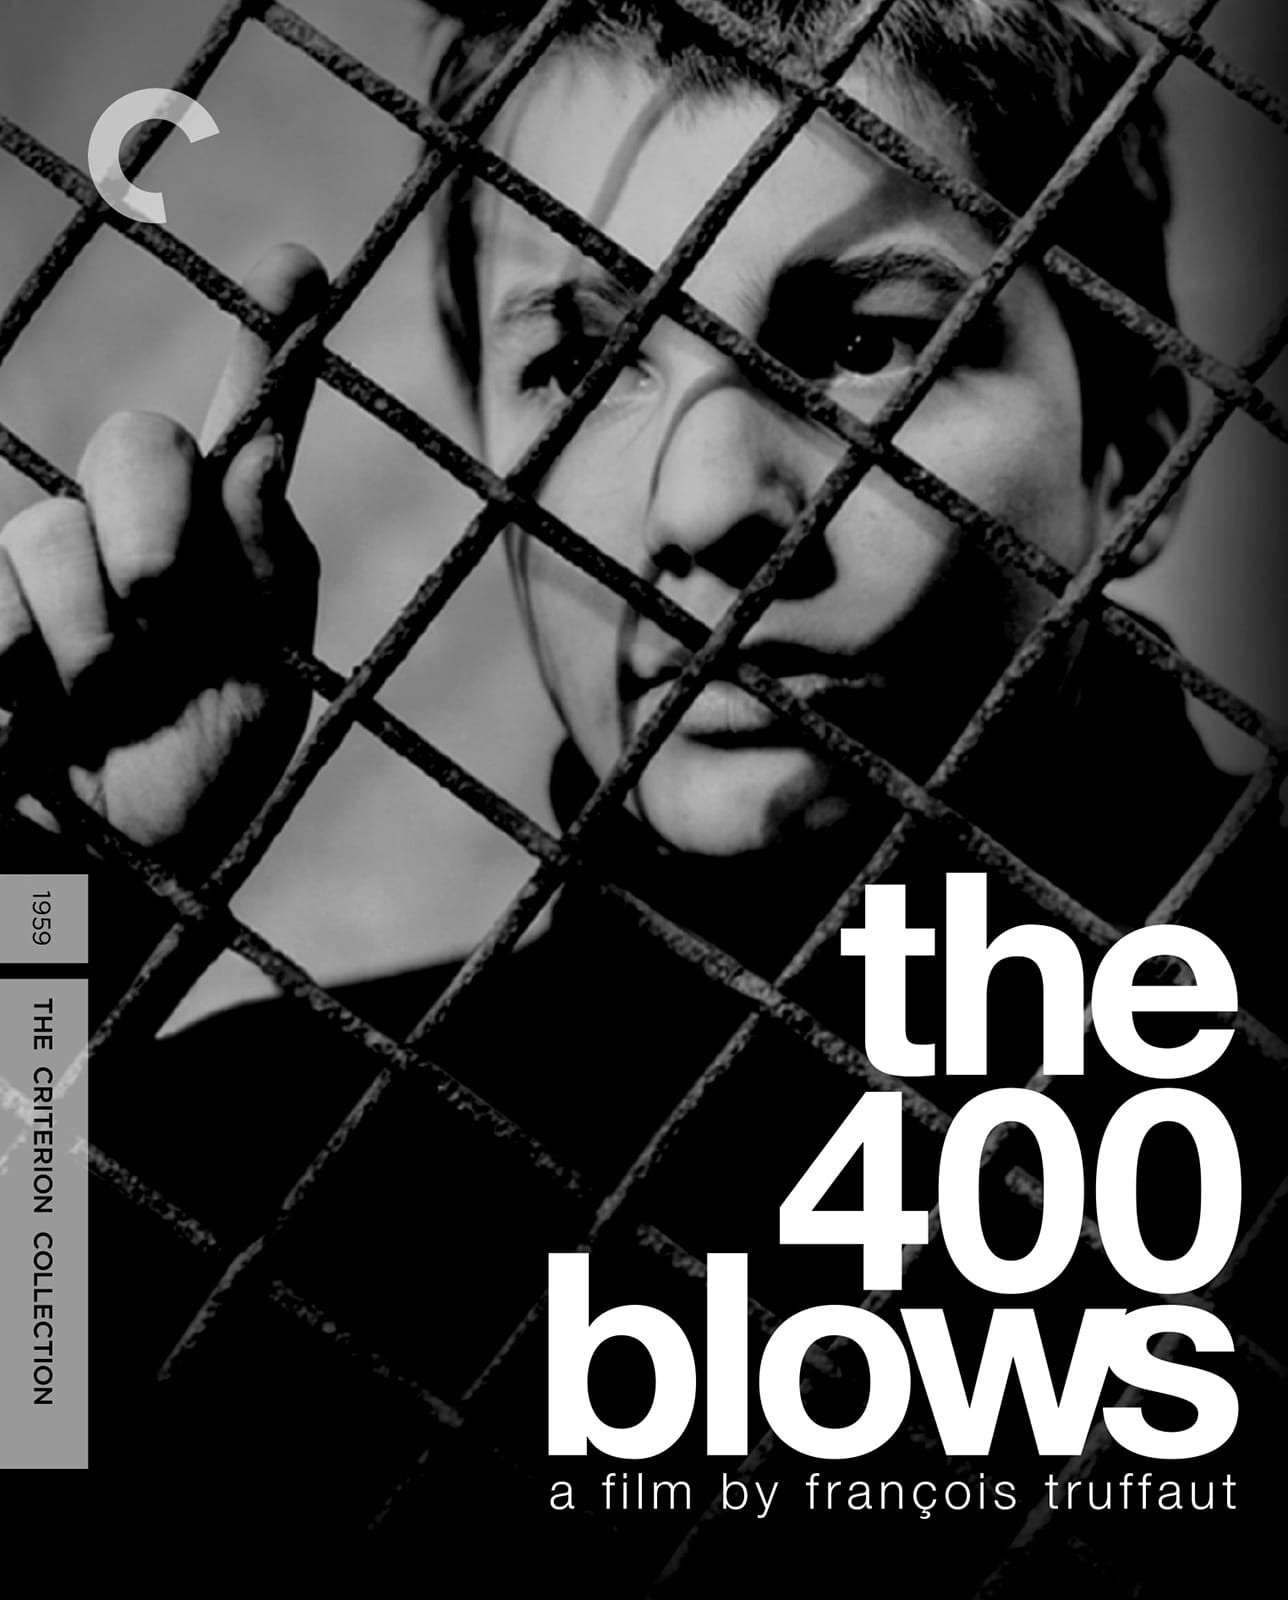 1959
THE CRITERION COLLECTION
the
400
blows
a film by françois truffaut